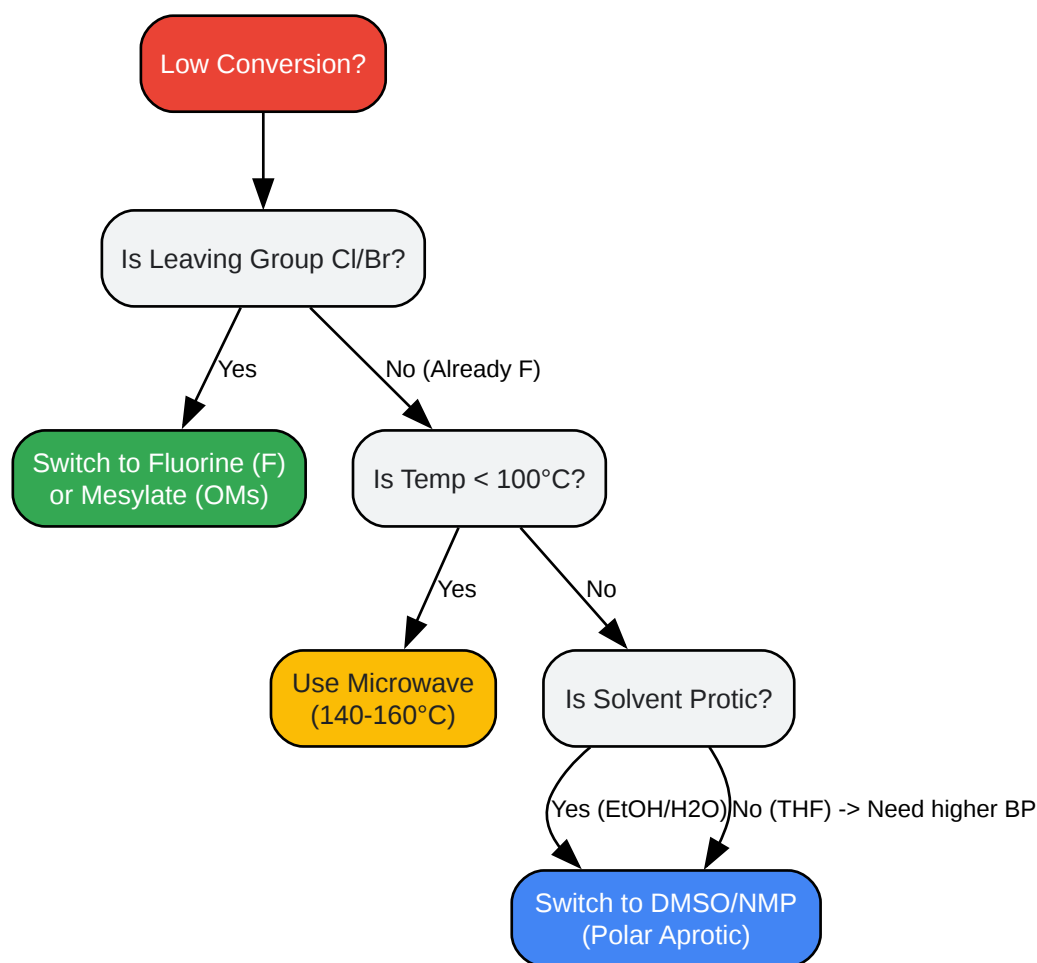 Low Conversion?
Is Leaving Group Cl/Br?
Yes
No (Already F)
Switch to Fluorine (F)
or Mesylate (OMs)
Is Temp < 100°C?
Yes
No
Use Microwave
(140-160°C)
Is Solvent Protic?
Yes (EtOH/H2O)
No (THF) -> Need higher BP
Switch to DMSO/NMP
(Polar Aprotic)